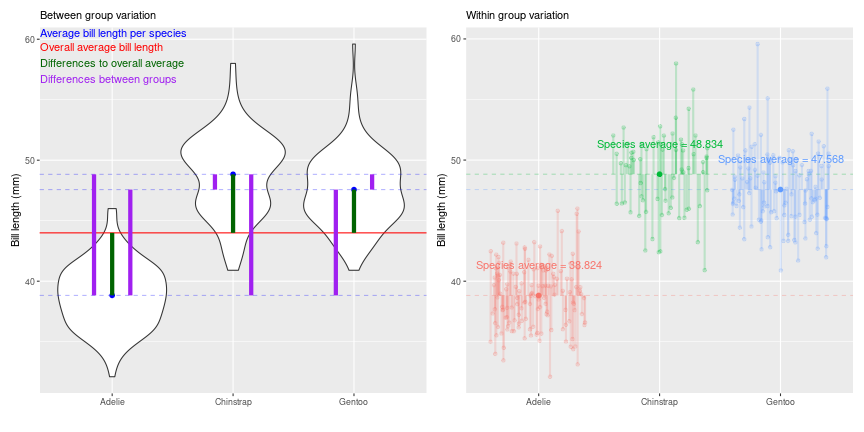 Between group variation
Average bill length per species
Overall average bill length
Differences to overall average
Differences between groups
Bill length (mm)
60
50
40
Adelie
Chinstrap
Gentoo
Within group variation
Bill length (mm)
60
50
40
Species average = 48.834
Species average = 47.568
Species average = 38.824
Adelie
Chinstrap
Gentoo